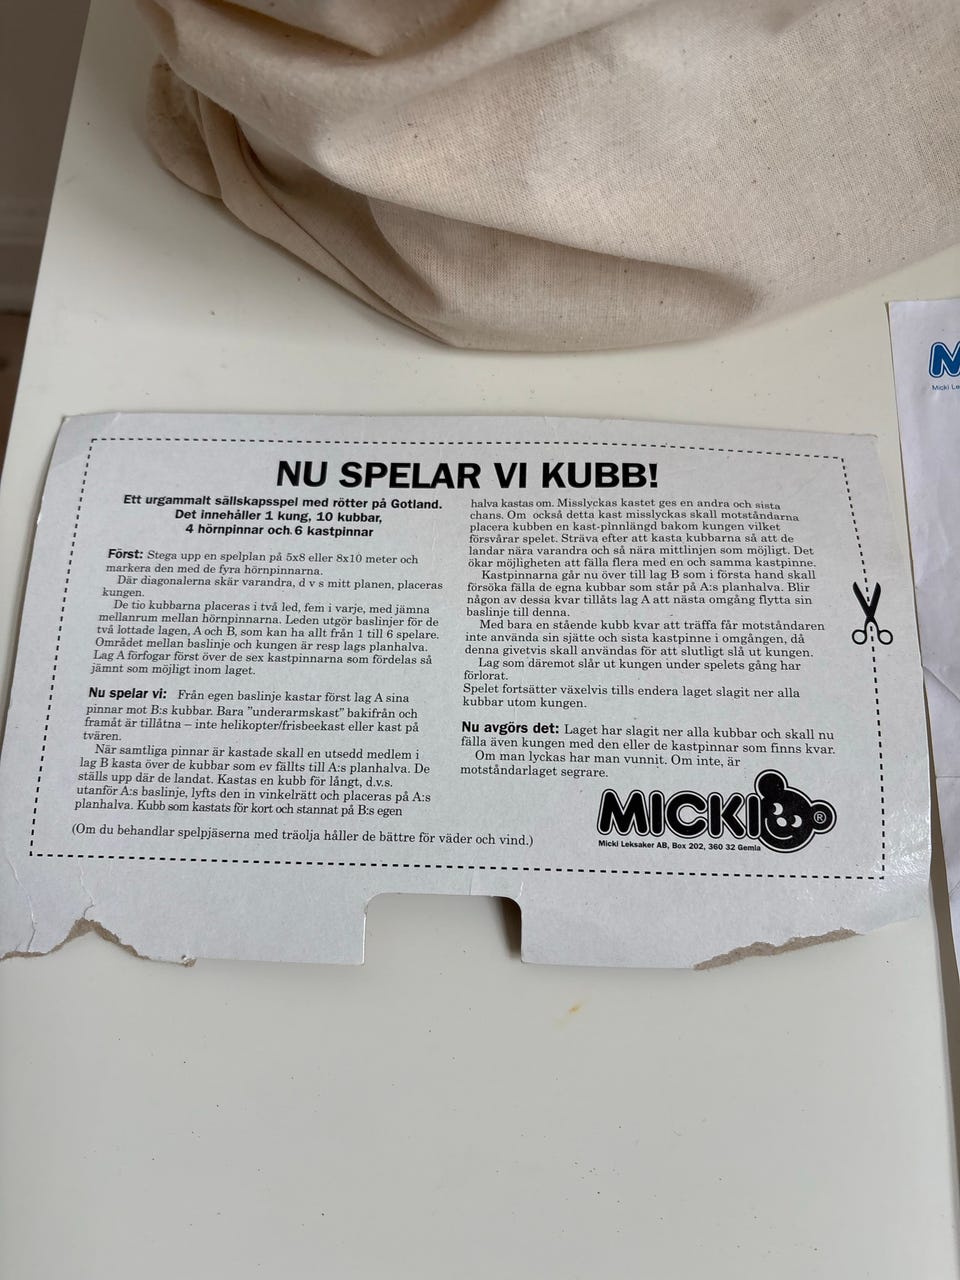 NU SPELAR VI KUBB!
Ett urgammalt sällskapsspel med rötter på Gotland.
Det innehåller 1 kung, 10 kubbar,
4 hörnpinnar och 6 kastpinnar
Först: Stega upp en spelplan på 5x8 eller 8x10 meter och
markera den med de fyra hörnpinnarna.
Där diagonalerna skär varandra, d v s mitt planen, placeras
kungen.
De tio kubbarna placeras i två led, fem i varje, med jämna
mellanrum mellan hörnpinnarna. Leden utgör baslinjer för de
två lottade lagen, A och B, som kan ha allt från 1 till 6 spelare.
Området mellan baslinje och kungen är resp lags planhalva.
Lag A förfogar först över de sex kastpinnarna som fördelas så
jämnt som möjligt inom laget.
Nu spelar vi: Från egen baslinje kastar först lag A sina
pinnar mot B:s kubbar. Bara "underarmskast" bakifrån och
framåt är tillåtna – inte helikopter/frisbeekast eller kast på
tvären.
När samtliga pinnar är kastade skall en utsedd medlem i
lag B kasta över de kubbar som ev fällts till A:s planhalva. De
ställs upp där de landat. Kastas en kubb för långt, d.v.s.
utanför A:s baslinje, lyfts den in vinkelrätt och placeras på A:s
planhalva. Kubb som kastats för kort och stannat på B:s egen
halva kastas om. Misslyckas kastet ges en andra och sista
chans. Om också detta kast misslyckas skall motståndarna
placera kubben en kast-pinnlängd bakom kungen vilket
försvårar spelet. Sträva efter att kasta kubbarna så att de
landar nära varandra och så nära mittlinjen som möjligt. Det
ökar möjligheten att fälla flera med en och samma kastpinne.
Kastpinnarna går nu över till lag B som i första hand skall
försöka fälla de egna kubbar som står på A:s planhalva. Blir
någon av dessa kvar tillåts lag A att nästa omgång flytta sin
baslinje till denna.
Med bara en stående kubb kvar att träffa får motståndaren
inte använda sin sjätte och sista kastpinne i omgången, då
denna givetvis skall användas för att slutligt slå ut kungen.
Lag som däremot slår ut kungen under spelets gång har
förlorat.
Spelet fortsätter växelvis tills endera laget slagit ner alla
kubbar utom kungen.
Nu avgörs det: Laget har slagit ner alla kubbar och skall nu
fälla även kungen med den eller de kastpinnar som finns kvar.
Om man lyckas har man vunnit. Om inte, är
motståndarlaget segrare.
(Om du behandlar spelpjäserna med träolja håller de bättre för väder och vind.)
MICKI ®
Micki Leksaker AB, Box 202, 360 32 Gemla
M
Micki Le